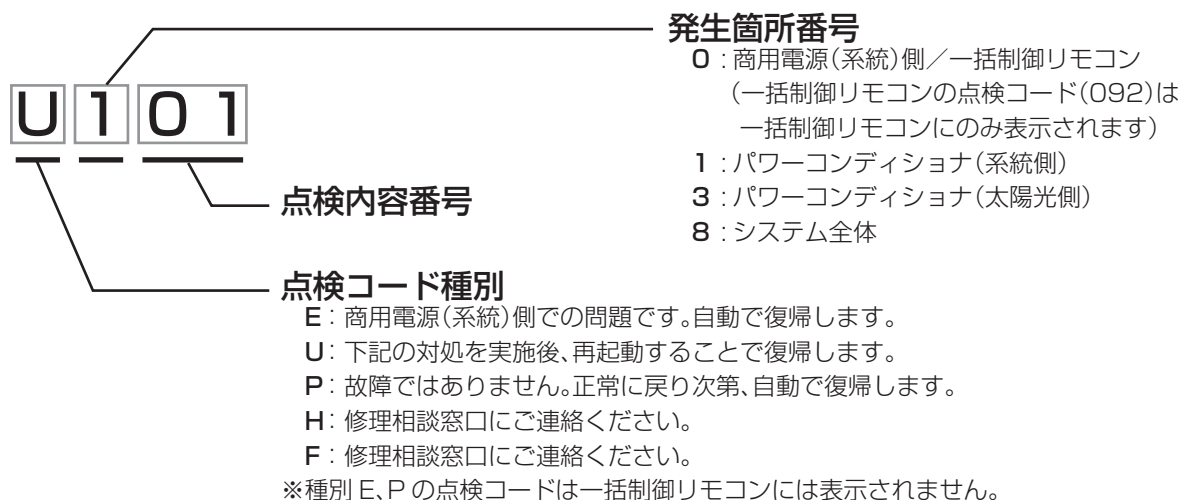 発生箇所番号
0：商用電源（系統）側／一括制御リモコン
（一括制御リモコンの点検コード（092）は
一括制御リモコンにのみ表示されます）
1：パワーコンディショナ（系統側）
3：パワーコンディショナ（太陽光側）
8：システム全体
U 1 0 1
点検内容番号
点検コード種別
E：商用電源（系統）側での問題です。自動で復帰します。
U：下記の対処を実施後、再起動することで復帰します。
P：故障ではありません。正常に戻り次第、自動で復帰します。
H：修理相談窓口にご連絡ください。
F：修理相談窓口にご連絡ください。
※種別 E、P の点検コードは一括制御リモコンには表示されません。